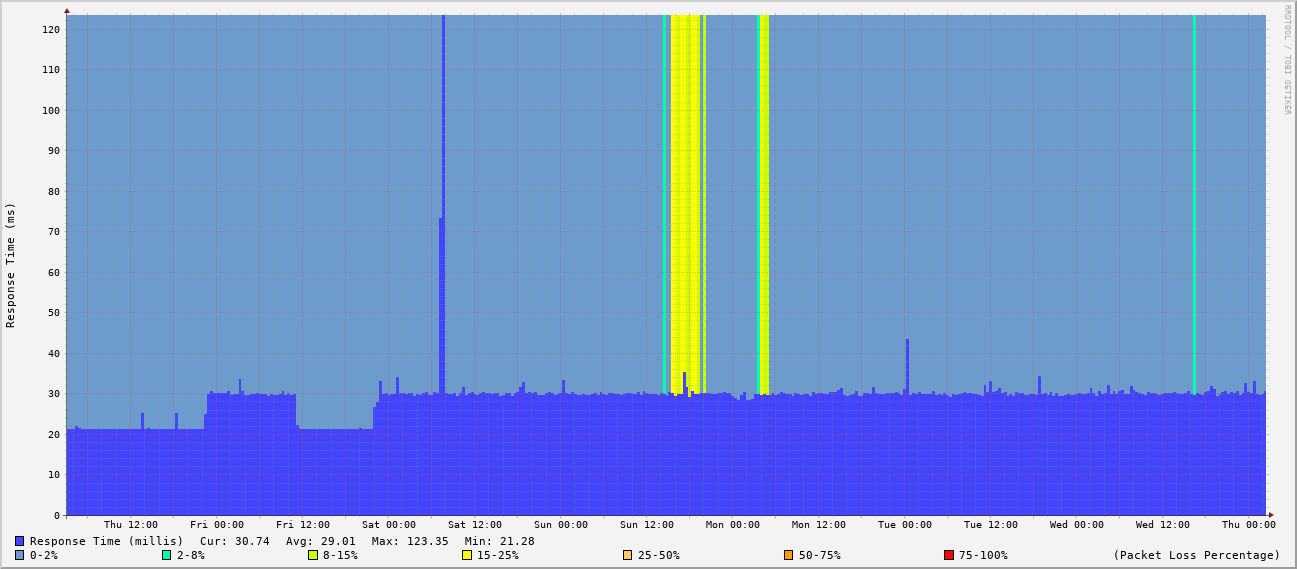 RRDTOOL / TOBI OETIKER
Response Time (ms)
120
110
100
90
80
70
60
50
40
30
20
10
0
Thu 12:00 Fri 00:00 Fri 12:00 Sat 00:00 Sat 12:00 Sun 00:00 Sun 12:00 Mon 00:00 Mon 12:00 Tue 00:00 Tue 12:00 Wed 00:00 Wed 12:00 Thu 00:00
Response Time (millis) Cur: 30.74 Avg: 29.01 Max: 123.35 Min: 21.28
0-2% 2-8% 8-15% 15-25% 25-50% 50-75% 75-100% (Packet Loss Percentage)